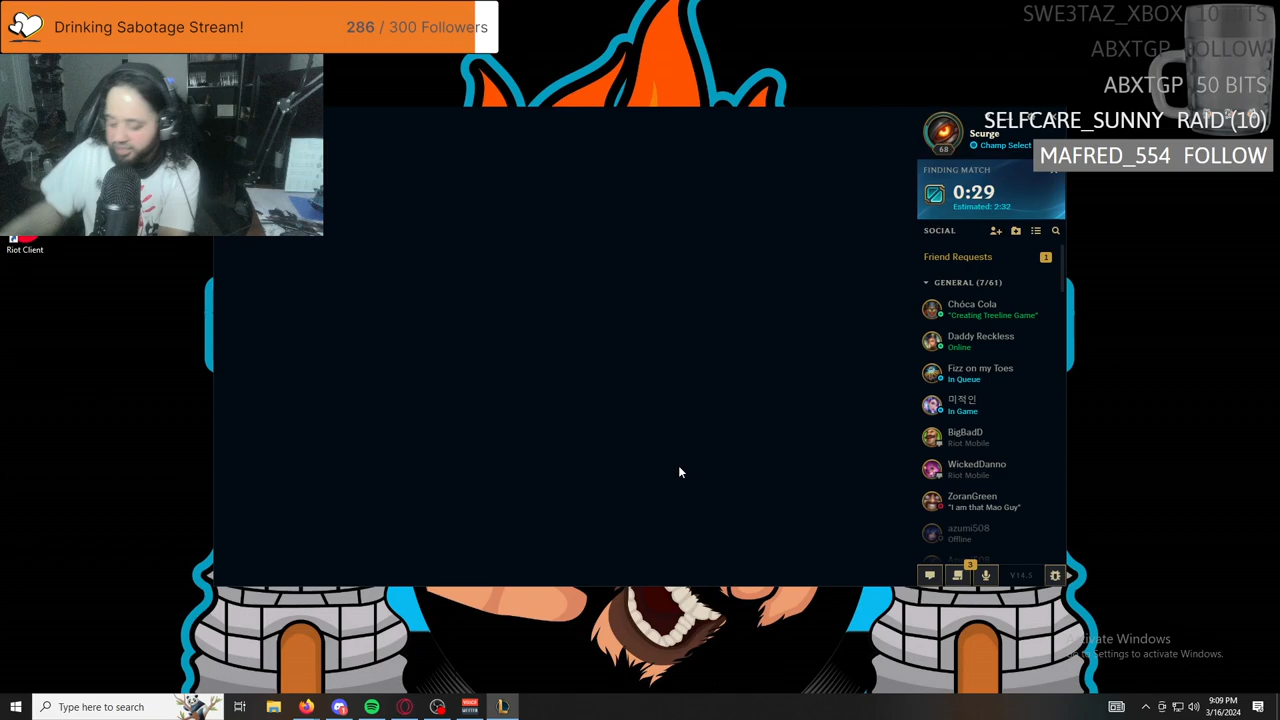 Drinking Sabotage Stream!
286 / 300 Followers
SWE3TAZ_XBOX 10 BITS
ABXTGP FOLLOW
ABXTGP 50 BITS
SELFCARE_SUNNY RAID (10)
MAFRED_554 FOLLOW
Riot Client
Scurge
68
Champ Select
FINDING MATCH
0:29
Estimated: 2:32
SOCIAL
Friend Requests
1
GENERAL (7/61)
Chóca Cola
"Creating Treeline Game"
Daddy Reckless
Online
Fizz on my Toes
In Queue
미적인
In Game
BigBadD
Riot Mobile
WickedDanno
Riot Mobile
ZoranGreen
"I am that Mao Guy"
azumi508
Offline
3
V14.5
Activate Windows
Go to Settings to activate Windows.
Type here to search
9:09 PM
3/16/2024